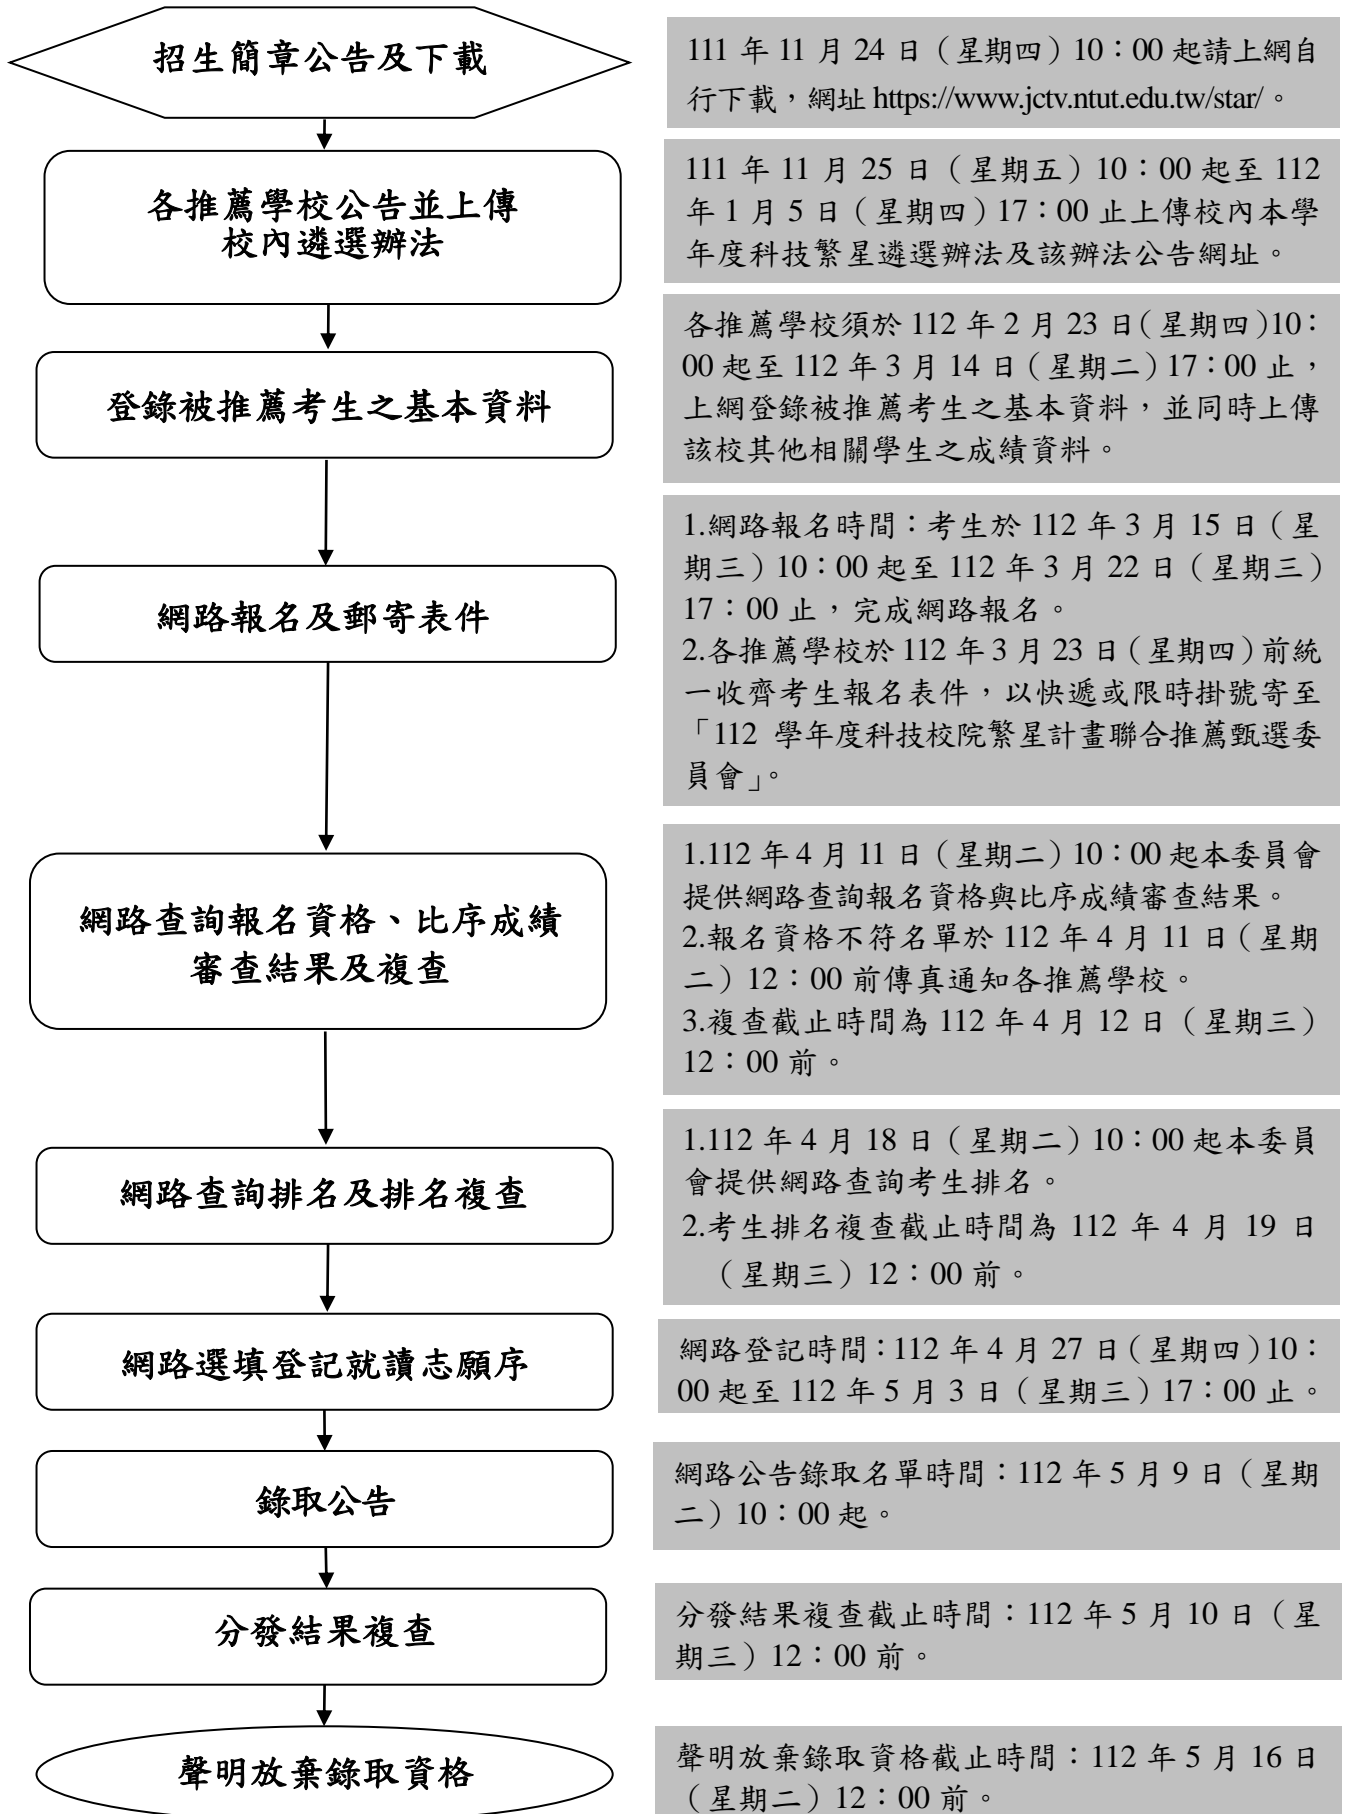 招生簡章公告及下載
111 年 11 月 24 日（星期四）10：00 起請上網自
行下載，網址 https://www.jctv.ntut.edu.tw/star/。
各推薦學校公告並上傳
校內遴選辦法
111 年 11 月 25 日（星期五）10：00 起至 112
年 1 月 5 日（星期四）17：00 止上傳校內本學
年度科技繁星遴選辦法及該辦法公告網址。
登錄被推薦考生之基本資料
各推薦學校須於 112 年 2 月 23 日（星期四）10：
00 起至 112 年 3 月 14 日（星期二）17：00 止，
上網登錄被推薦考生之基本資料，並同時上傳
該校其他相關學生之成績資料。
網路報名及郵寄表件
1.網路報名時間：考生於 112 年 3 月 15 日（星
期三）10：00 起至 112 年 3 月 22 日（星期三）
17：00 止，完成網路報名。
2.各推薦學校於 112 年 3 月 23 日（星期四）前統
一收齊考生報名表件，以快遞或限時掛號寄至
「112 學年度科技校院繁星計畫聯合推薦甄選委
員會」。
網路查詢報名資格、比序成績
審查結果及複查
1.112 年 4 月 11 日（星期二）10：00 起本委員會
提供網路查詢報名資格與比序成績審查結果。
2.報名資格不符名單於 112 年 4 月 11 日（星期
二）12：00 前傳真通知各推薦學校。
3.複查截止時間為 112 年 4 月 12 日（星期三）
12：00 前。
網路查詢排名及排名複查
1.112 年 4 月 18 日（星期二）10：00 起本委員
會提供網路查詢考生排名。
2.考生排名複查截止時間為 112 年 4 月 19 日
（星期三）12：00 前。
網路選填登記就讀志願序
網路登記時間：112 年 4 月 27 日（星期四）10：
00 起至 112 年 5 月 3 日（星期三）17：00 止。
錄取公告
網路公告錄取名單時間：112 年 5 月 9 日（星期
二）10：00 起。
分發結果複查
分發結果複查截止時間：112 年 5 月 10 日（星
期三）12：00 前。
聲明放棄錄取資格
聲明放棄錄取資格截止時間：112 年 5 月 16 日
（星期二）12：00 前。